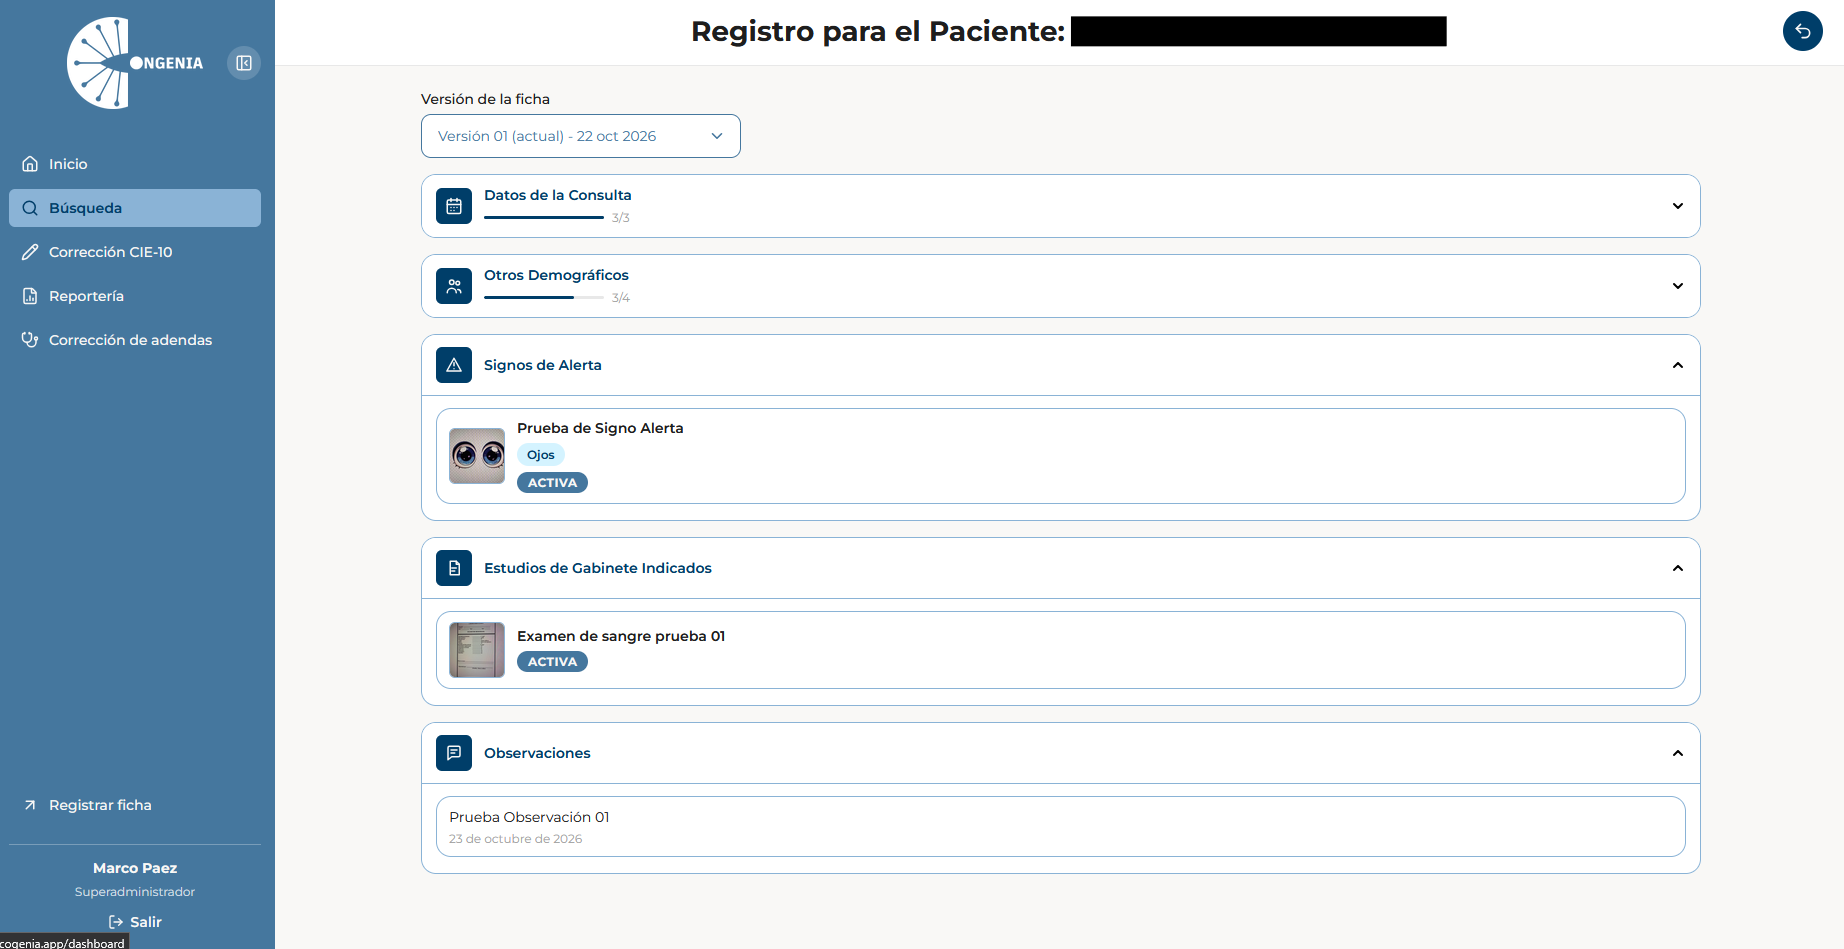 ONGENIA
Inicio
Búsqueda
Corrección CIE-10
Reportería
Corrección de adendas
Registrar ficha
Marco Paez
Superadministrador
Salir
cogenia.app/dashboard
Registro para el Paciente:
Versión de la ficha
Versión 01 (actual) - 22 oct 2026
Datos de la Consulta
3/3
Otros Demográficos
3/4
Signos de Alerta
Prueba de Signo Alerta
Ojos
ACTIVA
Estudios de Gabinete Indicados
Examen de sangre prueba 01
ACTIVA
Observaciones
Prueba Observación 01
23 de octubre de 2026